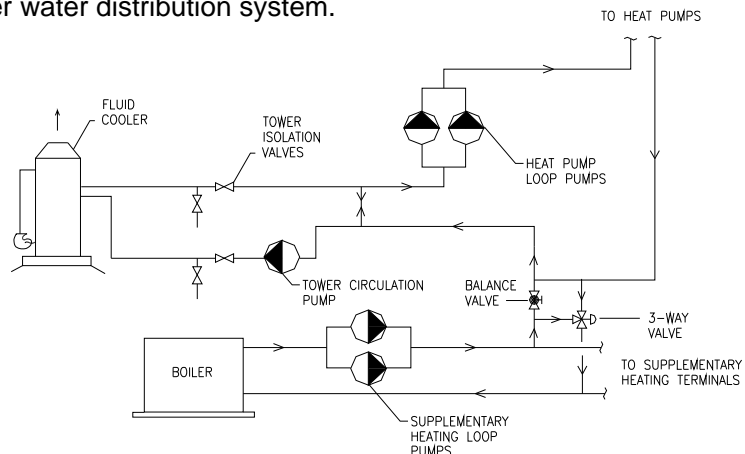 er water distribution system.
TO HEAT PUMPS
FLUID
COOLER
TOWER
ISOLATION
VALVES
HEAT PUMP
LOOP PUMPS
TOWER CIRCULATION
PUMP
BALANCE
VALVE
3-WAY
VALVE
BOILER
TO SUPPLEMENTARY
HEATING TERMINALS
SUPPLEMENTARY
HEATING LOOP
PUMPS